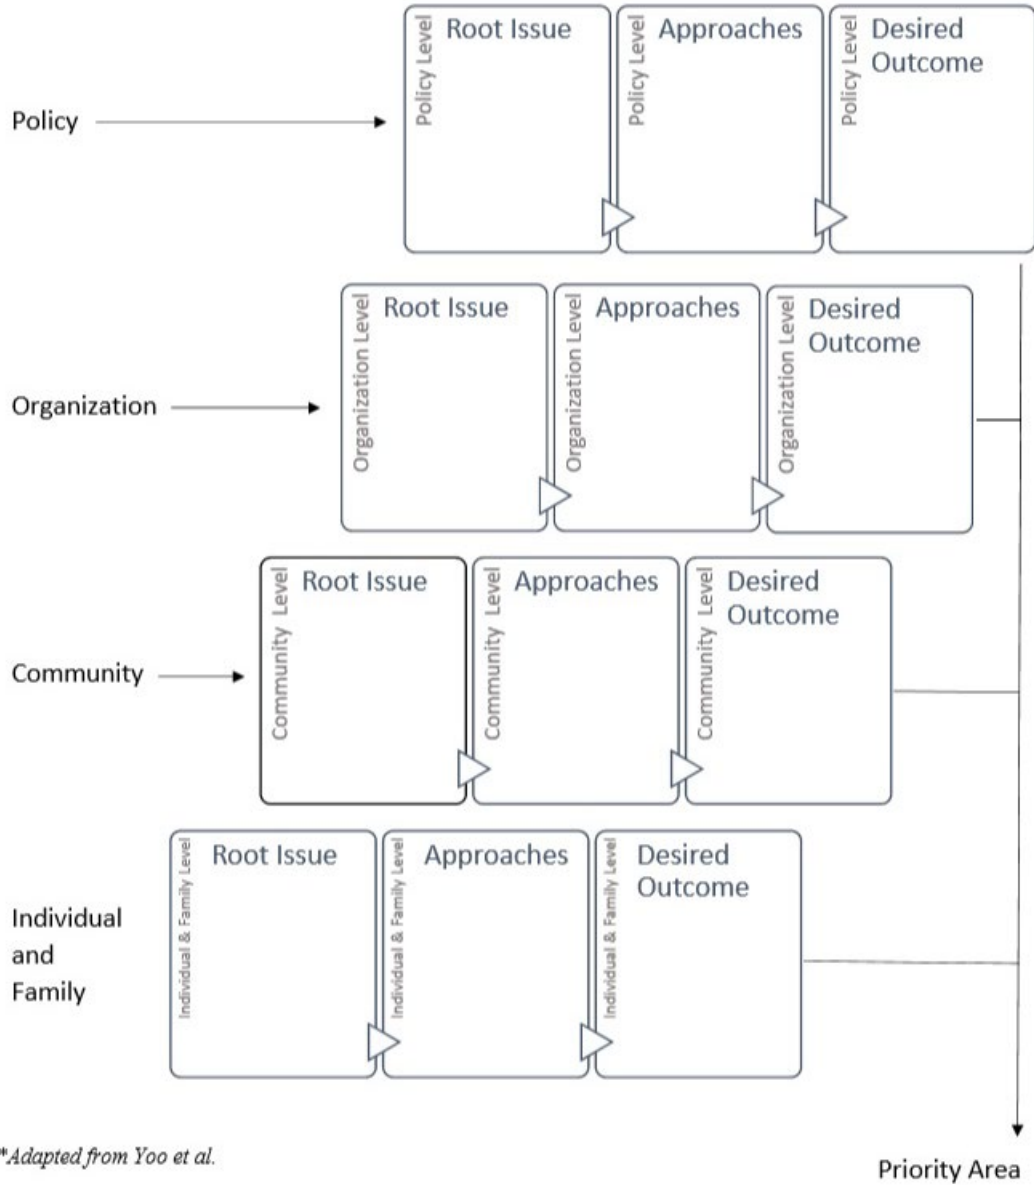 Policy
Policy Level
Root Issue
Policy Level
Approaches
Policy Level
Desired
Outcome
Organization
Organization Level
Root Issue
Organization Level
Approaches
Organization Level
Desired
Outcome
Community
Community Level
Root Issue
Community Level
Approaches
Community Level
Desired
Outcome
Individual
and
Family
Individual & Family Level
Root Issue
Individual & Family Level
Approaches
Individual & Family Level
Desired
Outcome
*Adapted from Yoo et al.
Priority Area